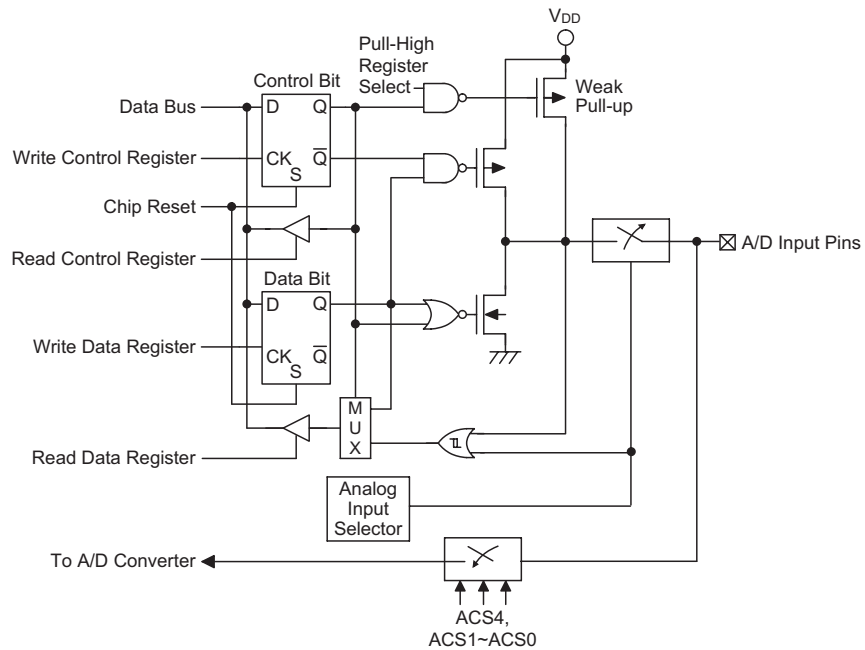 VDD
Pull-High
Register
Select
Control Bit
Weak
Pull-up
Data Bus
D
Q
Write Control Register
CK
Q̅
S
Chip Reset
Read Control Register
Data Bit
D
Q
A/D Input Pins
Write Data Register
CK
Q̅
S
M
U
X
Read Data Register
Analog
Input
Selector
To A/D Converter
ACS4,
ACS1~ACS0